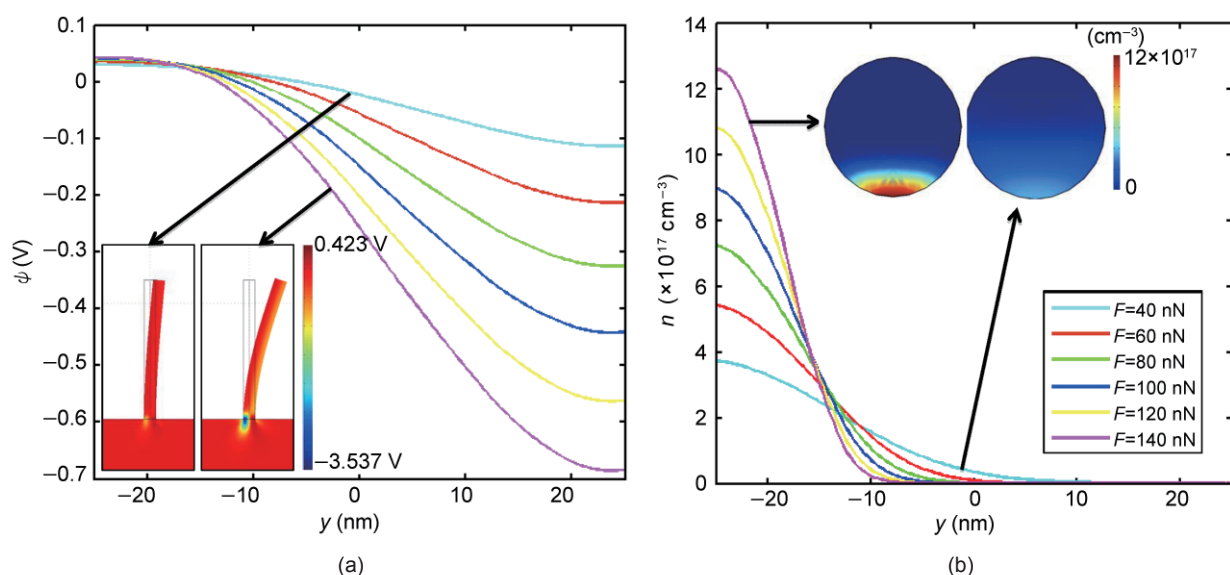 0.1
0
−0.1
−0.2
−0.3
−0.4
−0.5
−0.6
−0.7
ψ (V)
0.423 V
−3.537 V
−20
−10
0
10
20
y (nm)
(a)
14
12
10
8
6
4
2
0
n (×10¹⁷ cm⁻³)
(cm⁻³)
12×10¹⁷
0
F=40 nN
F=60 nN
F=80 nN
F=100 nN
F=120 nN
F=140 nN
−20
−10
0
10
20
y (nm)
(b)